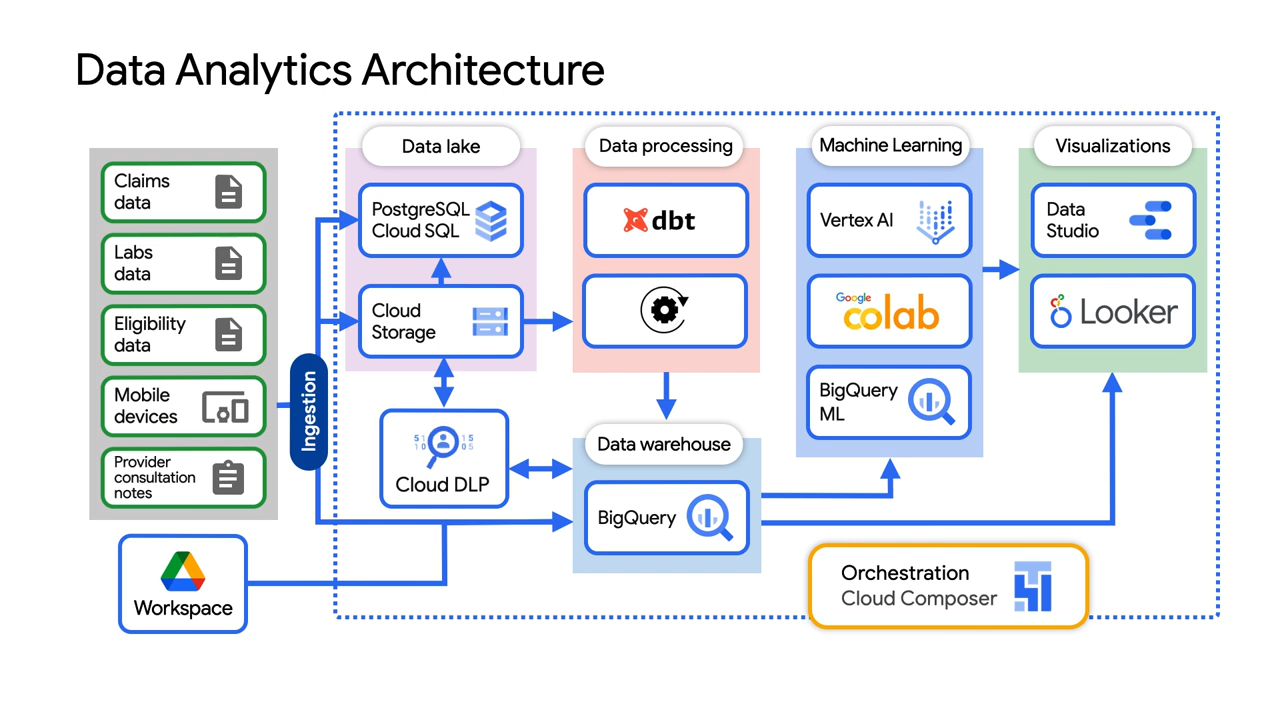 Data Analytics Architecture
Claims
data
Labs
data
Eligibility
data
Mobile
devices
Provider
consultation
notes
Workspace
Ingestion
Data lake
PostgreSQL
Cloud SQL
Cloud
Storage
51 15
10 05
Cloud DLP
Data processing
dbt
Data warehouse
BigQuery
Machine Learning
Vertex AI
Google
colab
BigQuery
ML
Visualizations
Data
Studio
Looker
Orchestration
Cloud Composer